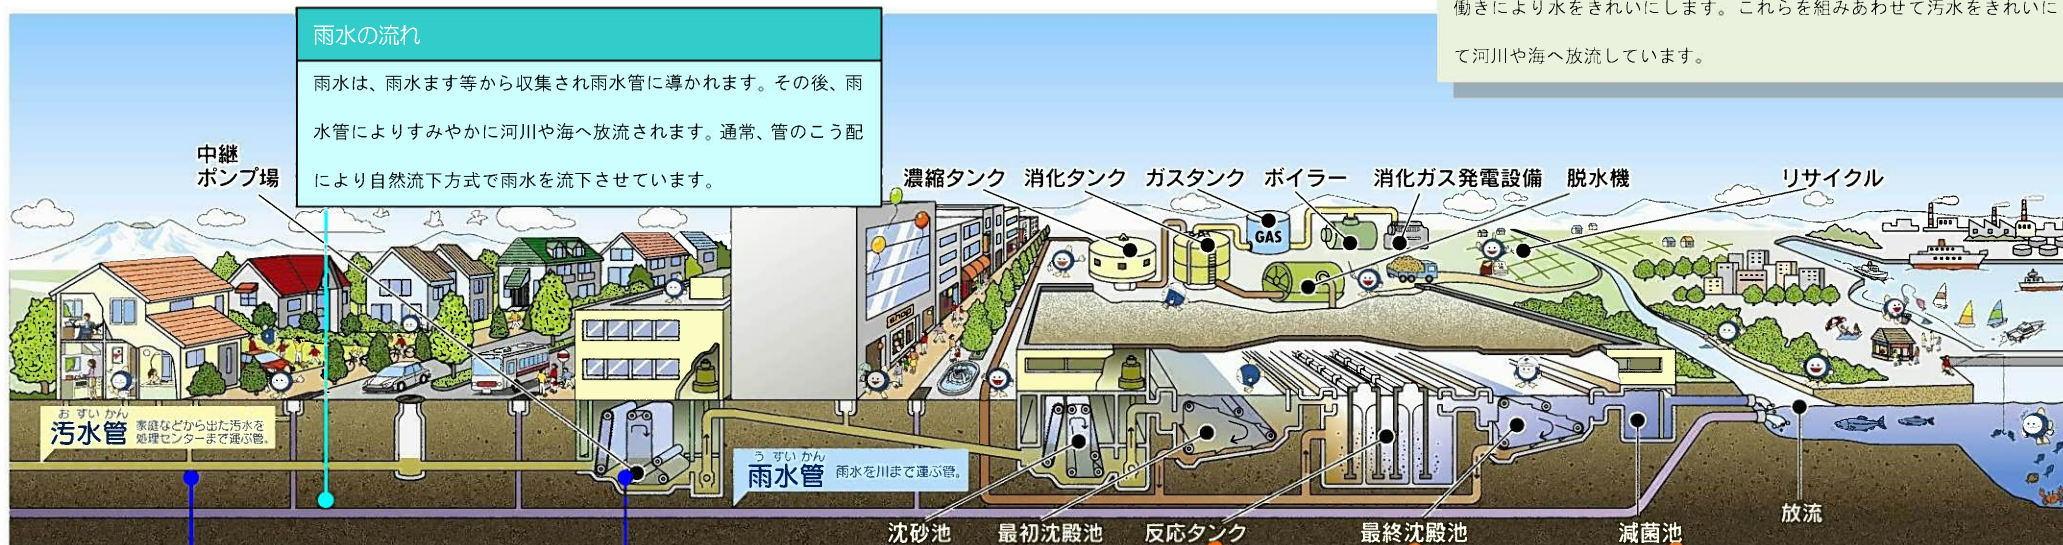 働きにより水をきれいにします。これらを組みあわせて汚水をきれいに
て河川や海へ放流しています。
雨水の流れ
雨水は、雨水ます等から収集され雨水管に導かれます。その後、雨
水管によりすみやかに河川や海へ放流されます。通常、管のこう配
により自然流下方式で雨水を流下させています。
中継
ポンプ場
濃縮タンク
消化タンク
ガスタンク
ボイラー
消化ガス発電設備
脱水機
リサイクル
GAS
shop
おすいかん
汚水管
家庭などから出た汚水を
処理センターまで運ぶ管。
うすいかん
雨水管
雨水を川まで運ぶ管。
沈砂池
最初沈殿池
反応タンク
最終沈殿池
減菌池
放流